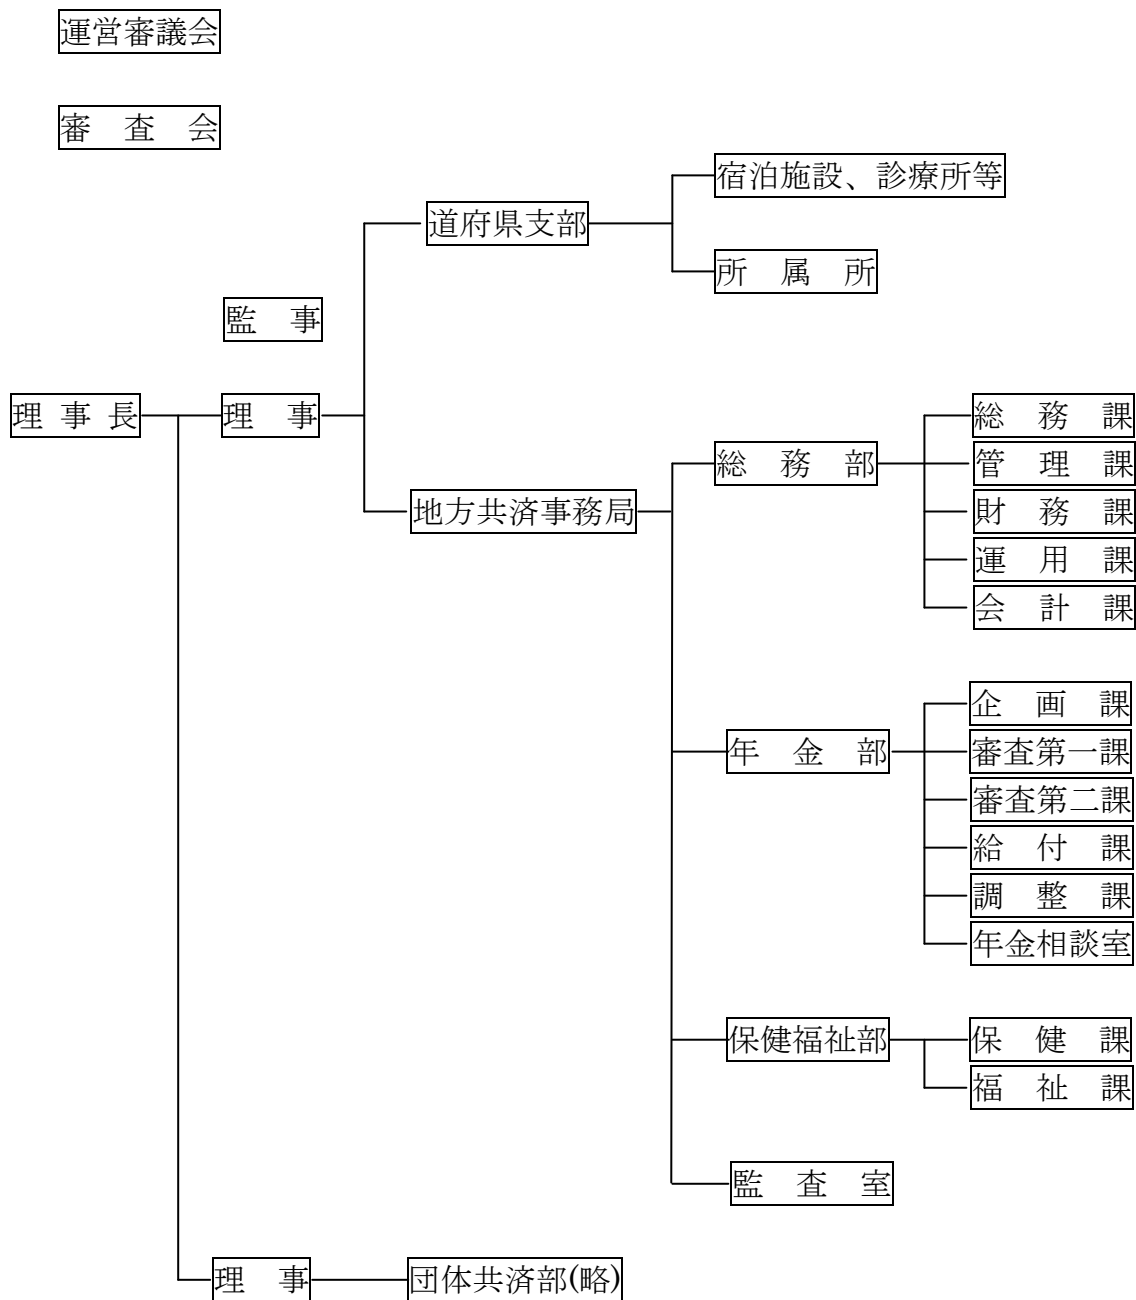 運営審議会
審　査　会
宿泊施設、診療所等
道府県支部
所　属　所
監　事
理 事 長
理　事
総　務　課
総　務　部
管　理　課
地方共済事務局
財　務　課
運　用　課
会　計　課
企　画　課
年　金　部
審査第一課
審査第二課
給　付　課
調　整　課
年金相談室
保健福祉部
保　健　課
福　祉　課
監　査　室
理　事
団体共済部(略)